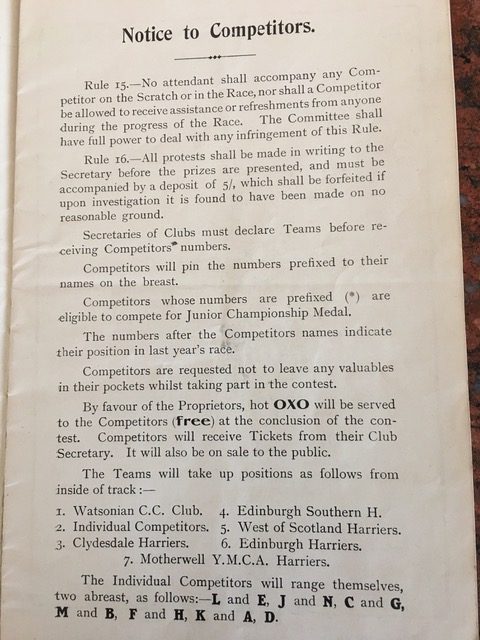 Notice to Competitors.
Rule 15.—No attendant shall accompany any Com-
petitor on the Scratch or in the Race, nor shall a Competitor
be allowed to receive assistance or refreshments from anyone
during the progress of the Race. The Committee shall
have full power to deal with any infringement of this Rule.
Rule 16.—All protests shall be made in writing to the
Secretary before the prizes are presented, and must be
accompanied by a deposit of 5/, which shall be forfeited if
upon investigation it is found to have been made on no
reasonable ground.
Secretaries of Clubs must declare Teams before re-
ceiving Competitors' numbers.
Competitors will pin the numbers prefixed to their
names on the breast.
Competitors whose numbers are prefixed (*) are
eligible to compete for Junior Championship Medal.
The numbers after the Competitors names indicate
their position in last year's race.
Competitors are requested not to leave any valuables
in their pockets whilst taking part in the contest.
By favour of the Proprietors, hot OXO will be served
to the Competitors (free) at the conclusion of the con-
test. Competitors will receive Tickets from their Club
Secretary. It will also be on sale to the public.
The Teams will take up positions as follows from
inside of track :—
1. Watsonian C.C. Club. 4. Edinburgh Southern H.
2. Individual Competitors. 5. West of Scotland Harriers.
3. Clydesdale Harriers. 6. Edinburgh Harriers.
7. Motherwell Y.M.C.A. Harriers.
The Individual Competitors will range themselves,
two abreast, as follows:—L and E, J and N, C and G,
M and B, F and H, K and A, D.